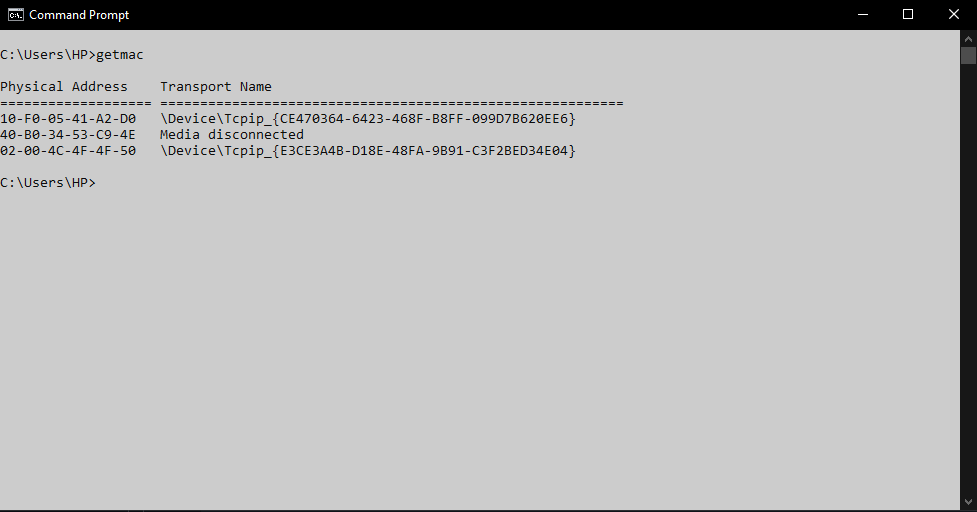 Command Prompt
C:\Users\HP>getmac
Physical Address    Transport Name
=================== ==========================================================
10-F0-05-41-A2-D0   \Device\Tcpip_{CE470364-6423-468F-B8FF-099D7B620EE6}
40-B0-34-53-C9-4E   Media disconnected
02-00-4C-4F-4F-50   \Device\Tcpip_{E3CE3A4B-D18E-48FA-9B91-C3F2BED34E04}
C:\Users\HP>